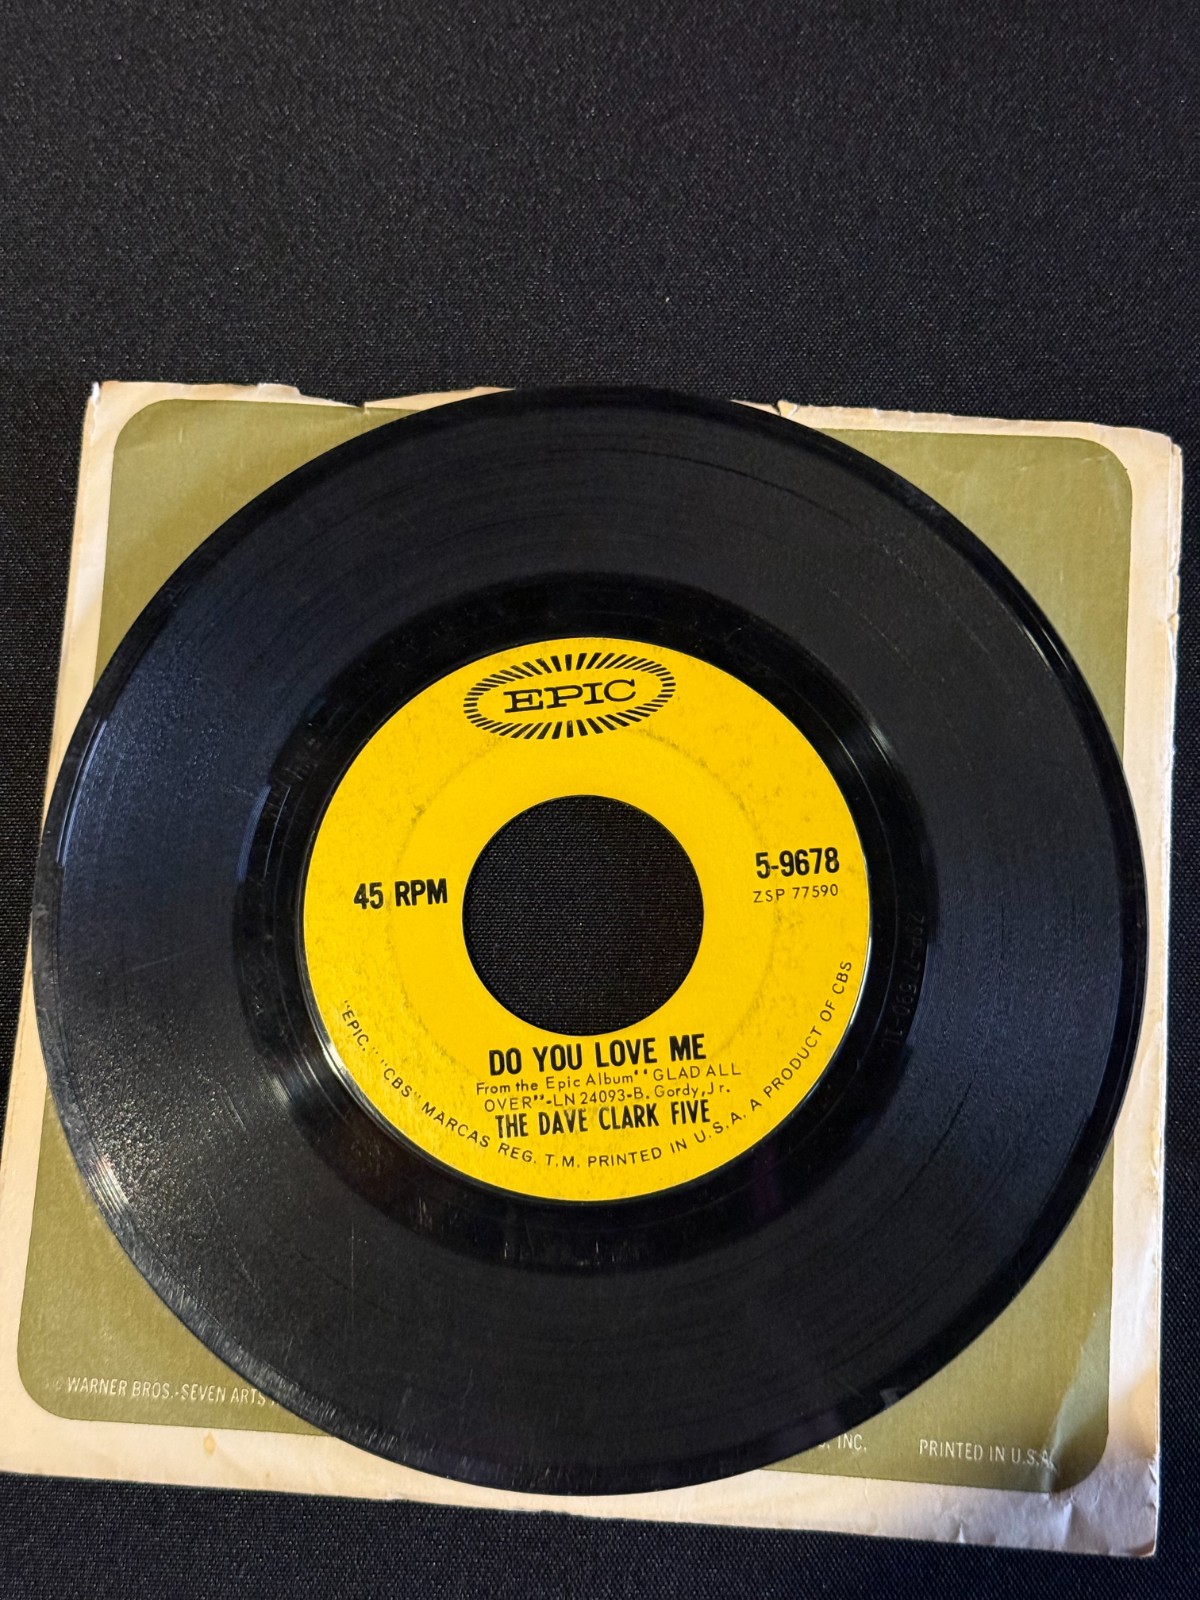 EPIC
45 RPM
5-9678
ZSP 77590
DO YOU LOVE ME
From the Epic Album "GLAD ALL
OVER"-LN 24093-B. Gordy, Jr.
THE DAVE CLARK FIVE
"EPIC," "CBS" MARCAS REG. T.M. PRINTED IN U.S.A. A PRODUCT OF CBS
WARNER BROS.-SEVEN ARTS
INC.
PRINTED IN U.S.A.